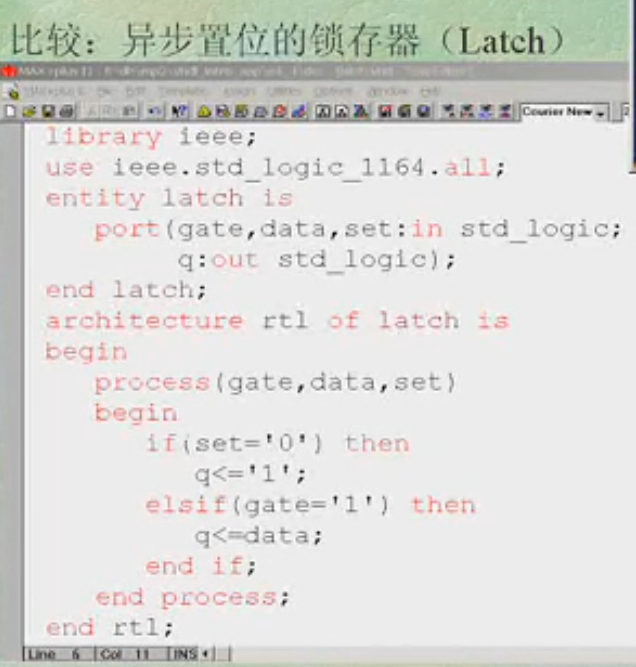 比较：异步置位的锁存器（Latch）
Courier New
library ieee;
use ieee.std_logic_1164.all;
entity latch is
port(gate,data,set:in std_logic;
q:out std_logic);
end latch;
architecture rtl of latch is
begin
process(gate,data,set)
begin
if(set='0') then
q<='1';
elsif(gate='1') then
q<=data;
end if;
end process;
end rtl;
Line 6 Col 11 INS